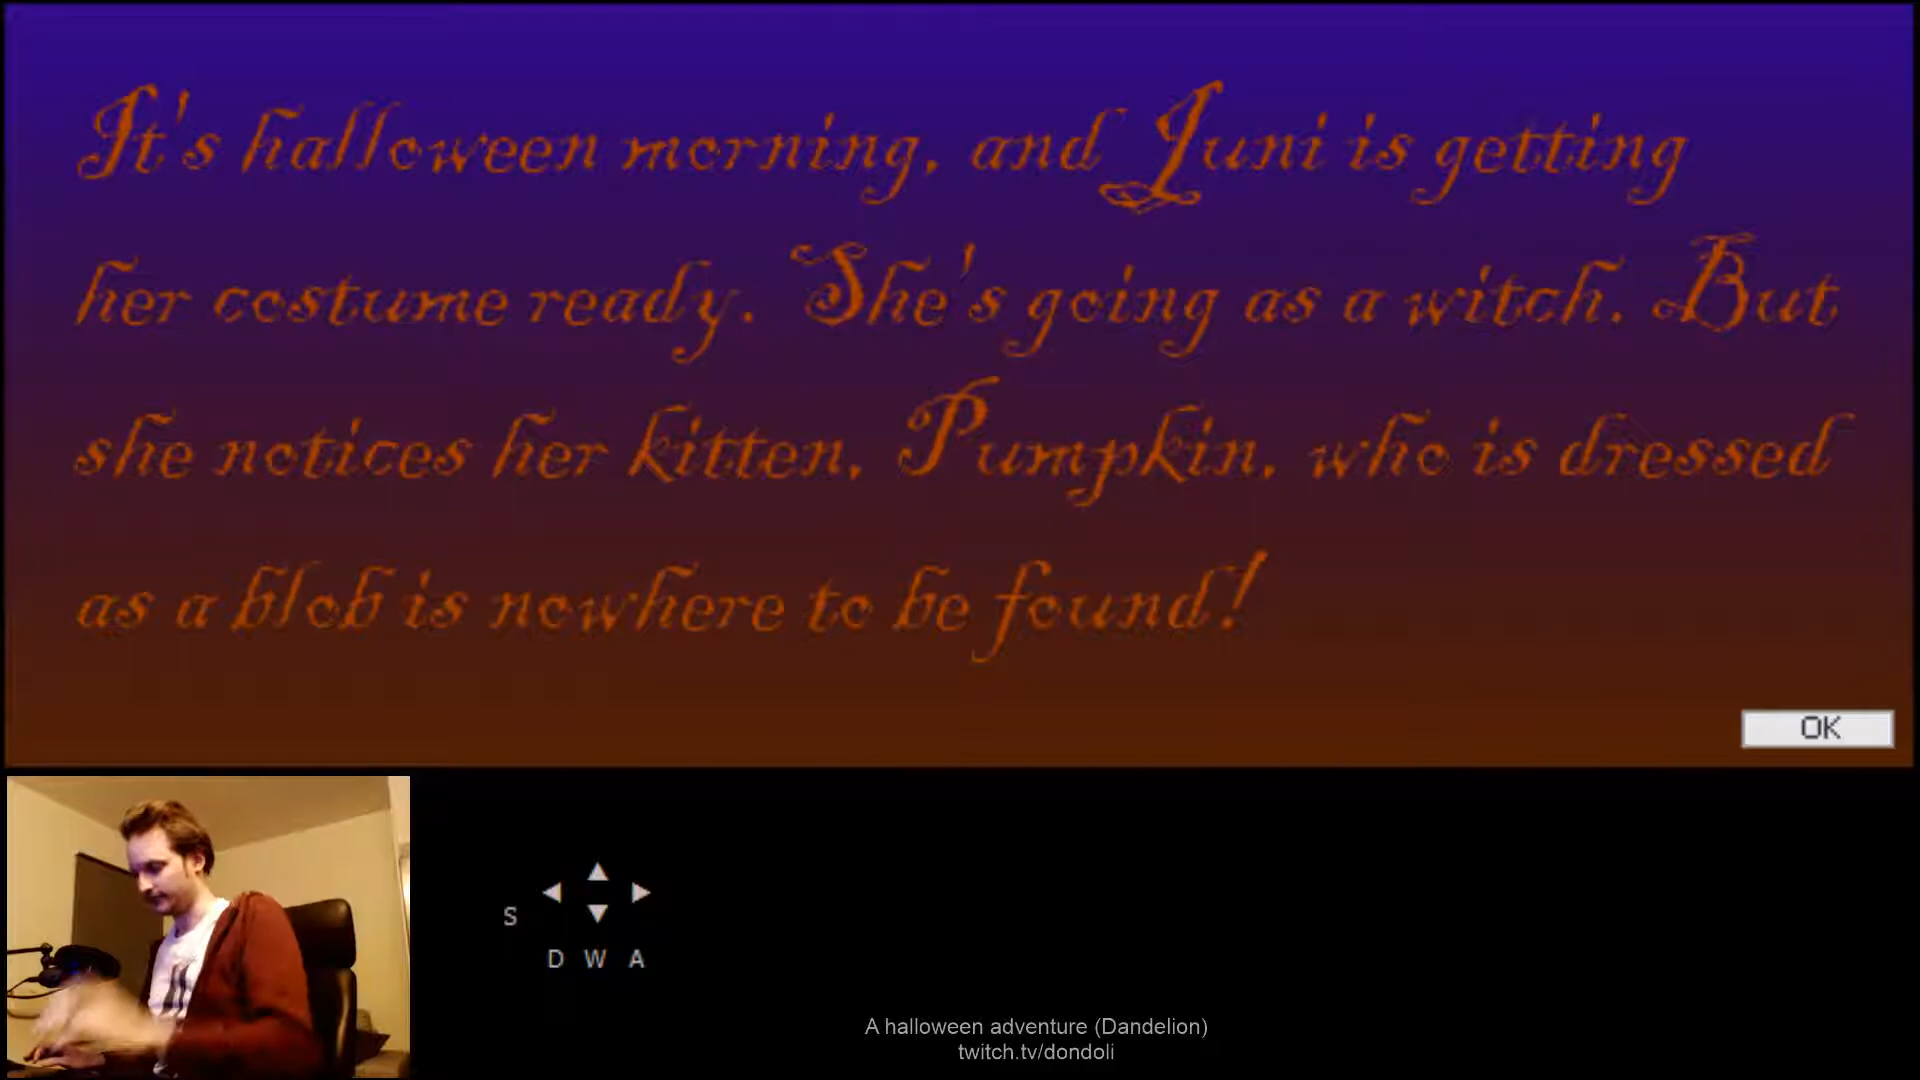 It's halloween morning, and Juni is getting
her costume ready. She's going as a witch. But
she notices her kitten, Pumpkin, who is dressed
as a blob is nowhere to be found!
OK
S
D W A
A halloween adventure (Dandelion)
twitch.tv/dondoli